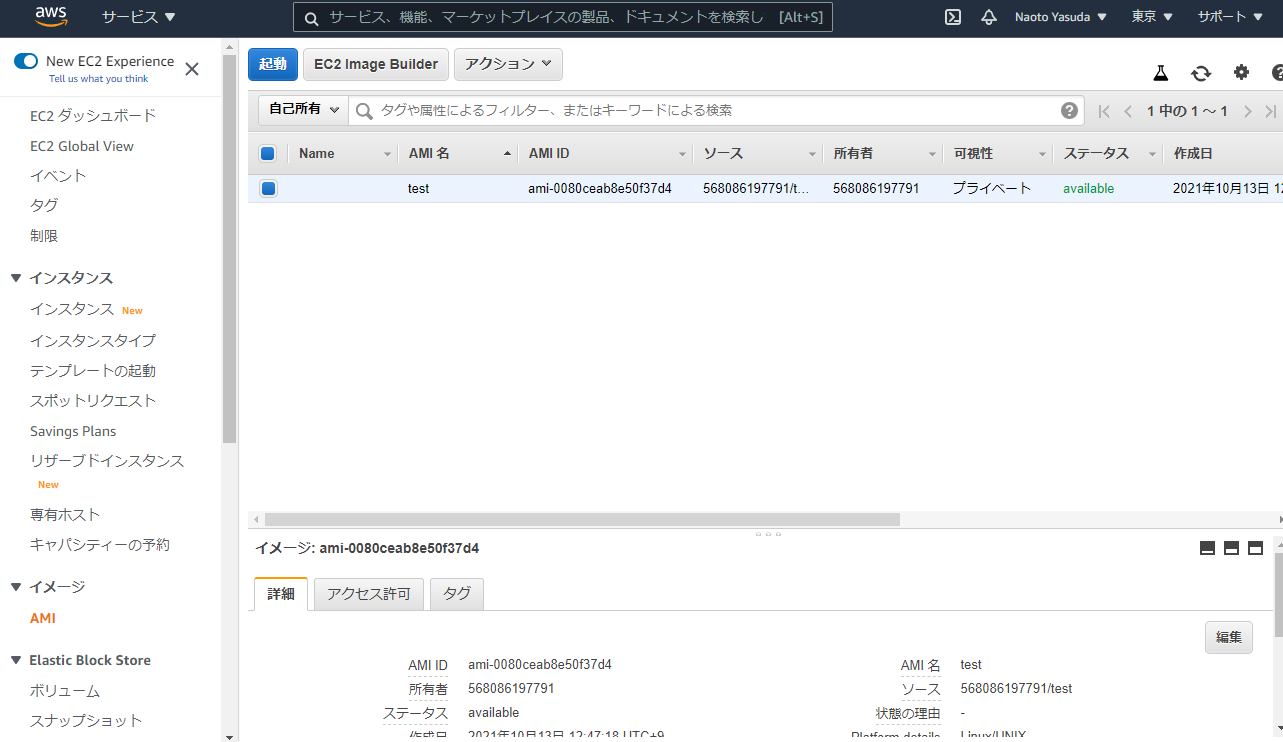 aws サービス ▼ サービス、機能、マーケットプレイスの製品、ドキュメントを検索し [Alt+S] Naoto Yasuda ▼ 東京 ▼ サポート ▼
New EC2 Experience
Tell us what you think
EC2 ダッシュボード
EC2 Global View
イベント
タグ
制限
インスタンス
インスタンス New
インスタンスタイプ
テンプレートの起動
スポットリクエスト
Savings Plans
リザーブドインスタンス
New
専有ホスト
キャパシティーの予約
イメージ
AMI
Elastic Block Store
ボリューム
スナップショット
起動 EC2 Image Builder アクション
自己所有 タグや属性によるフィルター、またはキーワードによる検索 1 中の 1 ～ 1
Name AMI 名 AMI ID ソース 所有者 可視性 ステータス 作成日
test ami-0080ceab8e50f37d4 568086197791/t... 568086197791 プライベート available 2021年10月13日 12
イメージ: ami-0080ceab8e50f37d4
詳細 アクセス許可 タグ
編集
AMI ID ami-0080ceab8e50f37d4 AMI 名 test
所有者 568086197791 ソース 568086197791/test
ステータス available 状態の理由 -
作成日 2021年10月13日 12:47:18 UTC+9 Platform details Linux/UNIX